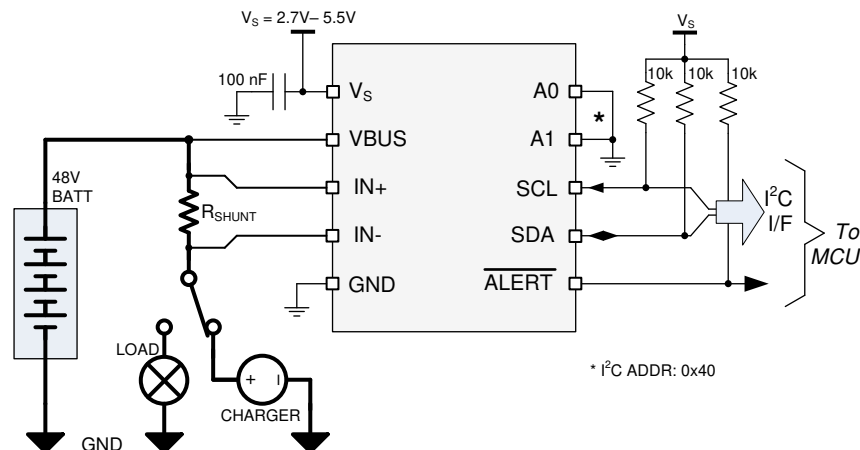 V_S = 2.7V– 5.5V
V_S
100 nF
10k
10k
10k
V_S
A0
*
VBUS
A1
48V
BATT
IN+
SCL
I²C
I/F
R_SHUNT
IN-
SDA
To
MCU
GND
ALERT
LOAD
* I²C ADDR: 0x40
+
I
CHARGER
GND